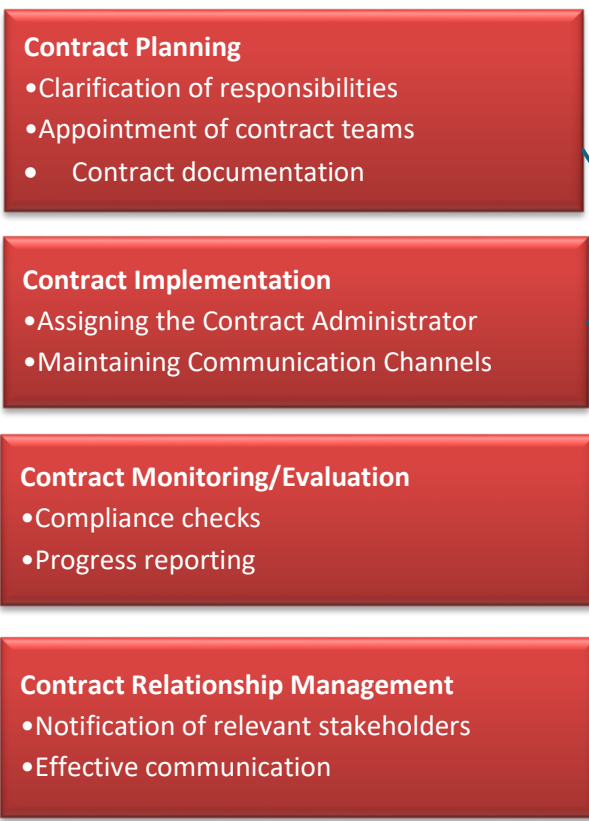 Contract Planning
•Clarification of responsibilities
•Appointment of contract teams
• Contract documentation
Contract Implementation
•Assigning the Contract Administrator
•Maintaining Communication Channels
Contract Monitoring/Evaluation
•Compliance checks
•Progress reporting
Contract Relationship Management
•Notification of relevant stakeholders
•Effective communication